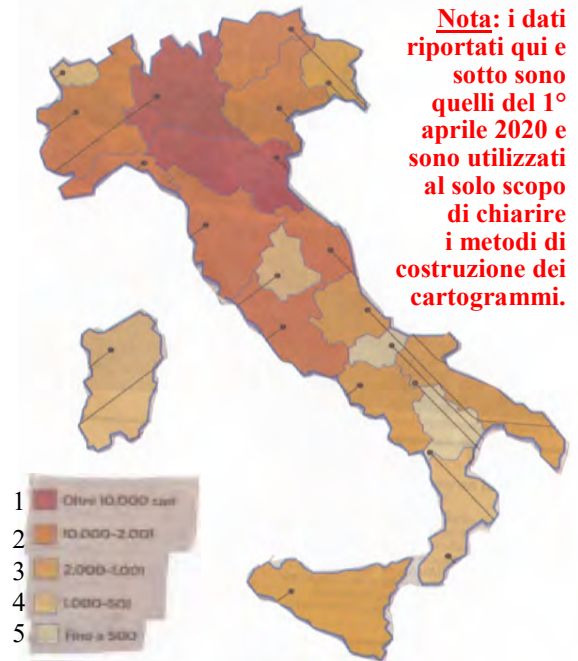 Nota: i dati
riportati qui e
sotto sono
quelli del 1°
aprile 2020 e
sono utilizzati
al solo scopo
di chiarire
i metodi di
costruzione dei
cartogrammi.
1 Oltre 10.000 casi
2 10.000-2.001
3 2.000-1.001
4 1.000-501
5 Fino a 500